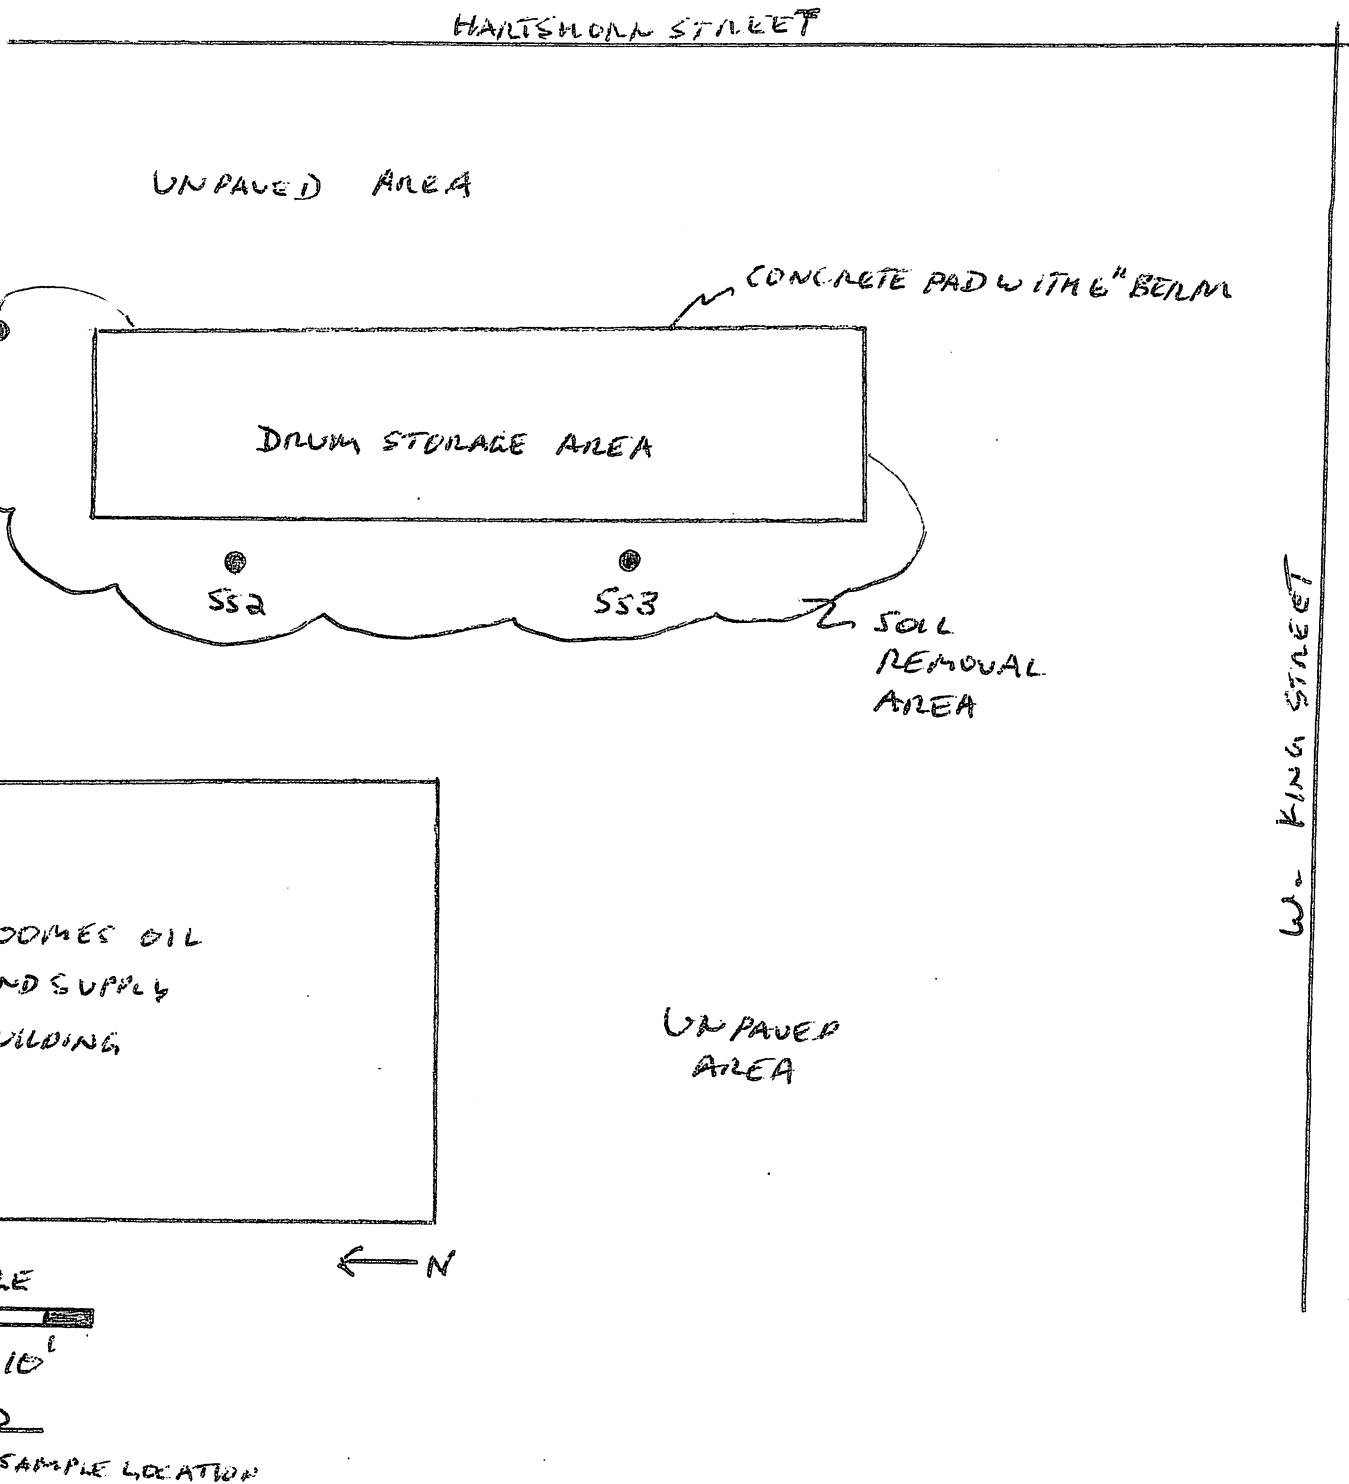 HARTSHORN STREET
UNPAVED AREA
CONCRETE PAD WITH 6" BERM
DRUM STORAGE AREA
SS2
SS3
SOIL
REMOVAL
AREA
W. KING STREET
OOMES OIL
ND SUPPLY
UILDING
UNPAVED
AREA
N
LE
10'
SAMPLE LOCATION